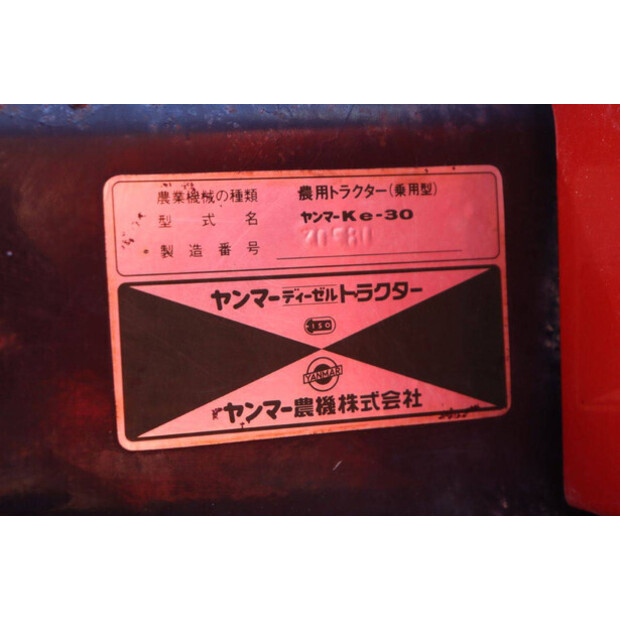 農業機械の種類 農用トラクター(乗用型)
型式名 ヤンマーKe-30
製造番号
ヤンマーディーゼルトラクター
ISO
YANMAR
ヤンマー農機株式会社